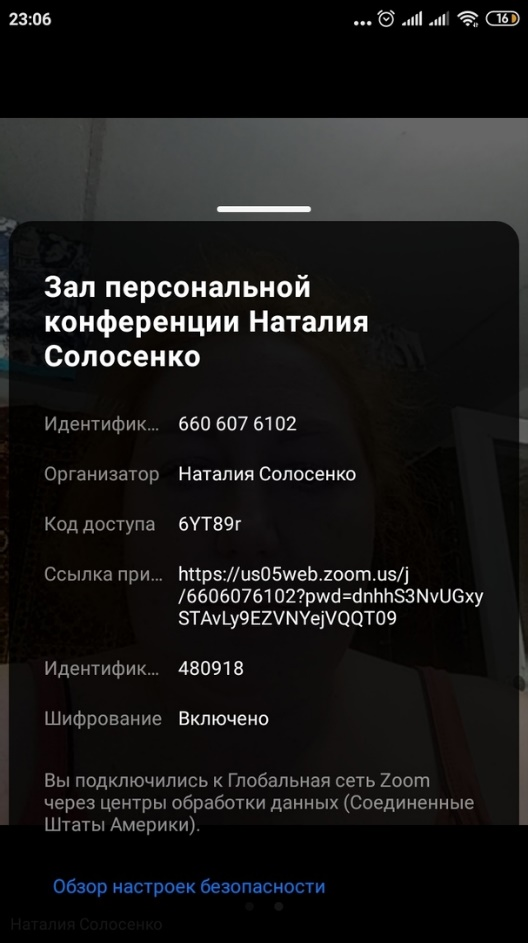 23:06
16
Зал персональной
конференции Наталия
Солосенко
Идентифик... 660 607 6102
Организатор Наталия Солосенко
Код доступа 6YT89r
Ссылка при... https://us05web.zoom.us/j
/6606076102?pwd=dnhhS3NvUGxy
STAvLy9EZVNYejVQQT09
Идентифик... 480918
Шифрование Включено
Вы подключились к Глобальная сеть Zoom
через центры обработки данных (Соединенные
Штаты Америки).
Обзор настроек безопасности
Наталия Солосенко